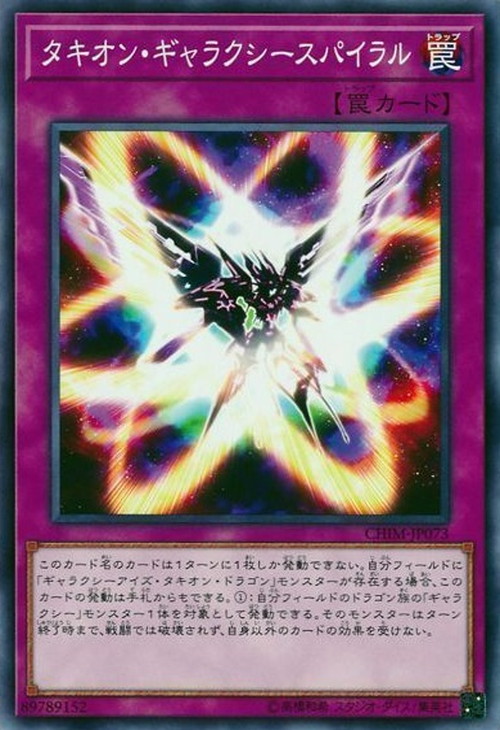 タキオン・ギャラクシースパイラル
トラップ
罠
【罠カード】
CHIM-JP073
このカード名のカードは1ターンに1枚しか発動できない。自分フィールドに
「ギャラクシーアイズ・タキオン・ドラゴン」モンスターが存在する場合、この
カードの発動は手札からもできる。①:自分フィールドのドラゴン族の「ギャラ
クシー」モンスター1体を対象として発動できる。そのモンスターはターン
終了時まで、戦闘では破壊されず、自身以外のカードの効果を受けない。
89789152
©高橋和希 スタジオ・ダイス/集英社